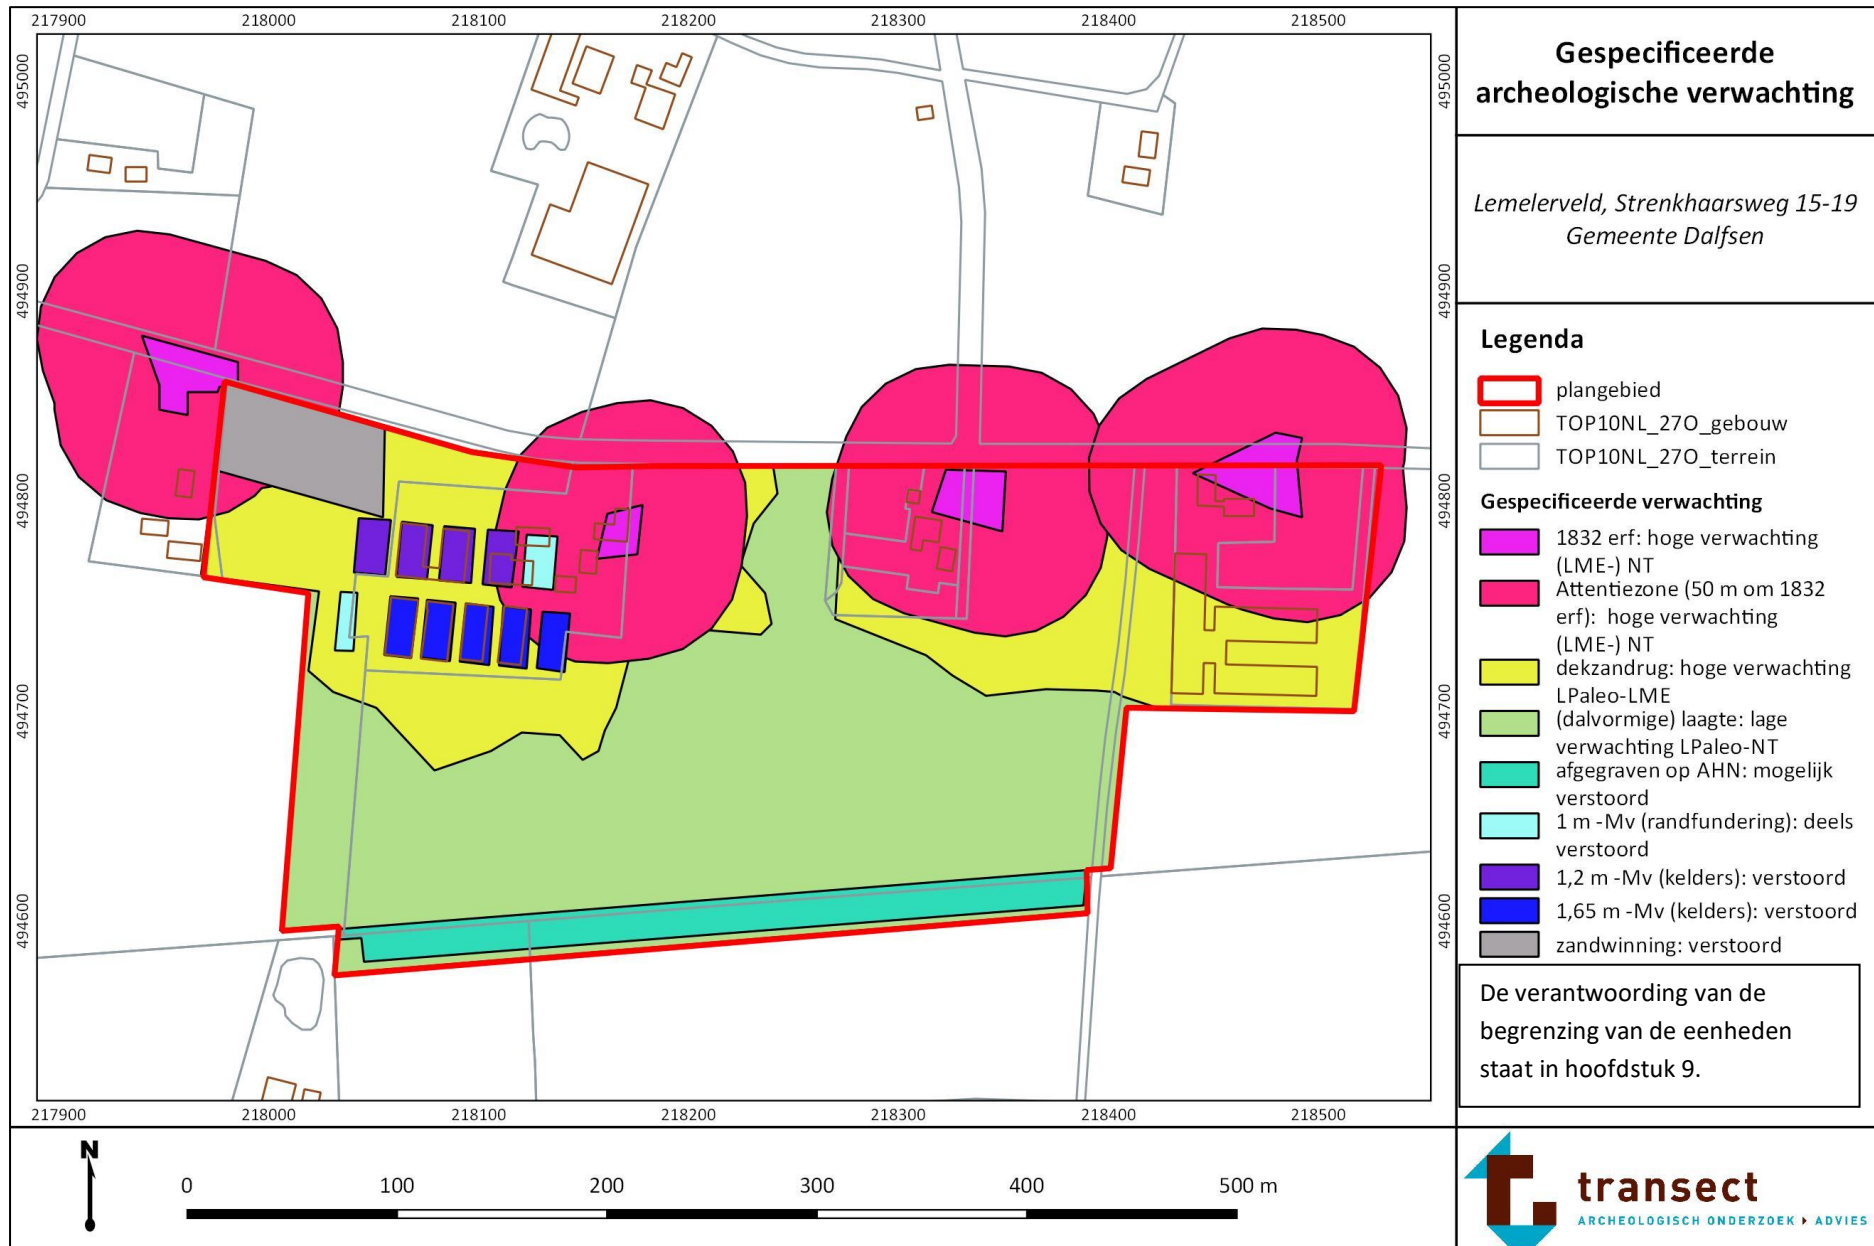 217900 218000 218100 218200 218300 218400 218500
495000
494900
494800
494700
494600
495000
494900
494800
494700
494600
217900 218000 218100 218200 218300 218400 218500
N
0 100 200 300 400 500 m
Gespecificeerde
archeologische verwachting
Lemelerveld, Strenkhaarsweg 15-19
Gemeente Dalfsen
Legenda
plangebied
TOP10NL_27O_gebouw
TOP10NL_27O_terrein
Gespecificeerde verwachting
1832 erf: hoge verwachting
(LME-) NT
Attentiezone (50 m om 1832
erf): hoge verwachting
(LME-) NT
dekzandrug: hoge verwachting
LPaleo-LME
(dalvormige) laagte: lage
verwachting LPaleo-NT
afgegraven op AHN: mogelijk
verstoord
1 m -Mv (randfundering): deels
verstoord
1,2 m -Mv (kelders): verstoord
1,65 m -Mv (kelders): verstoord
zandwinning: verstoord
De verantwoording van de
begrenzing van de eenheden
staat in hoofdstuk 9.
transect
ARCHEOLOGISCH ONDERZOEK ▸ ADVIES